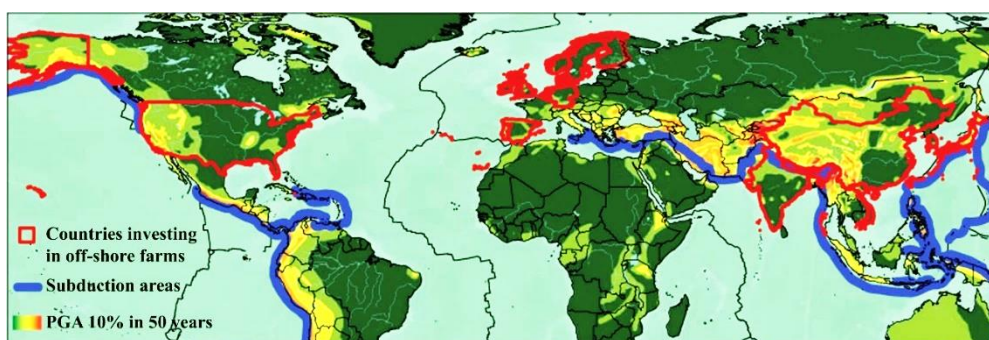 Countries investing
in off-shore farms
Subduction areas
PGA 10% in 50 years